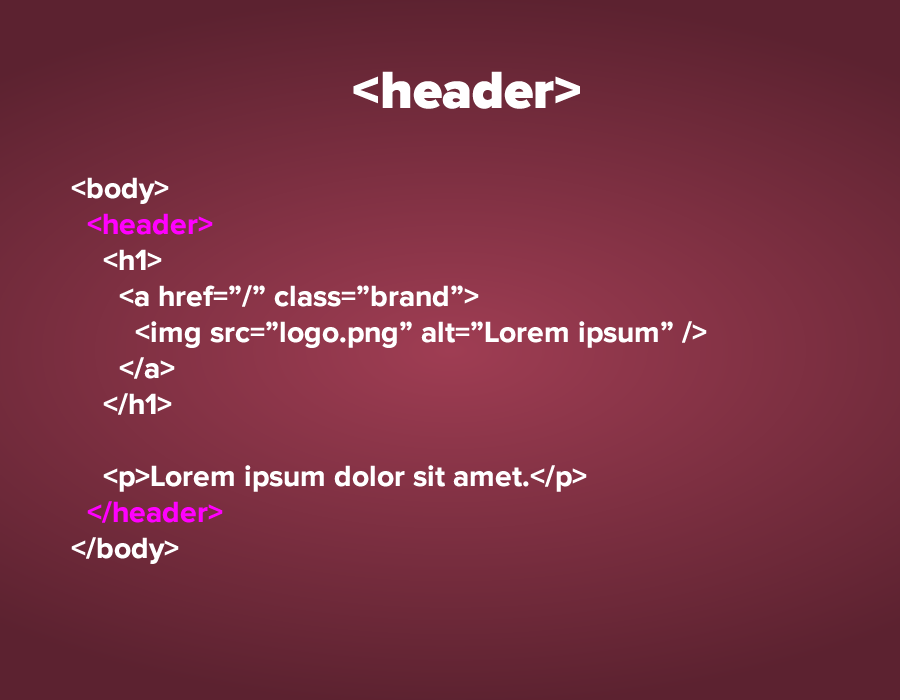 <header>
<body>
<header>
<h1>
<a href=”/” class=”brand”>
<img src=”logo.png” alt=”Lorem ipsum” />
</a>
</h1>
<p>Lorem ipsum dolor sit amet.</p>
</header>
</body>